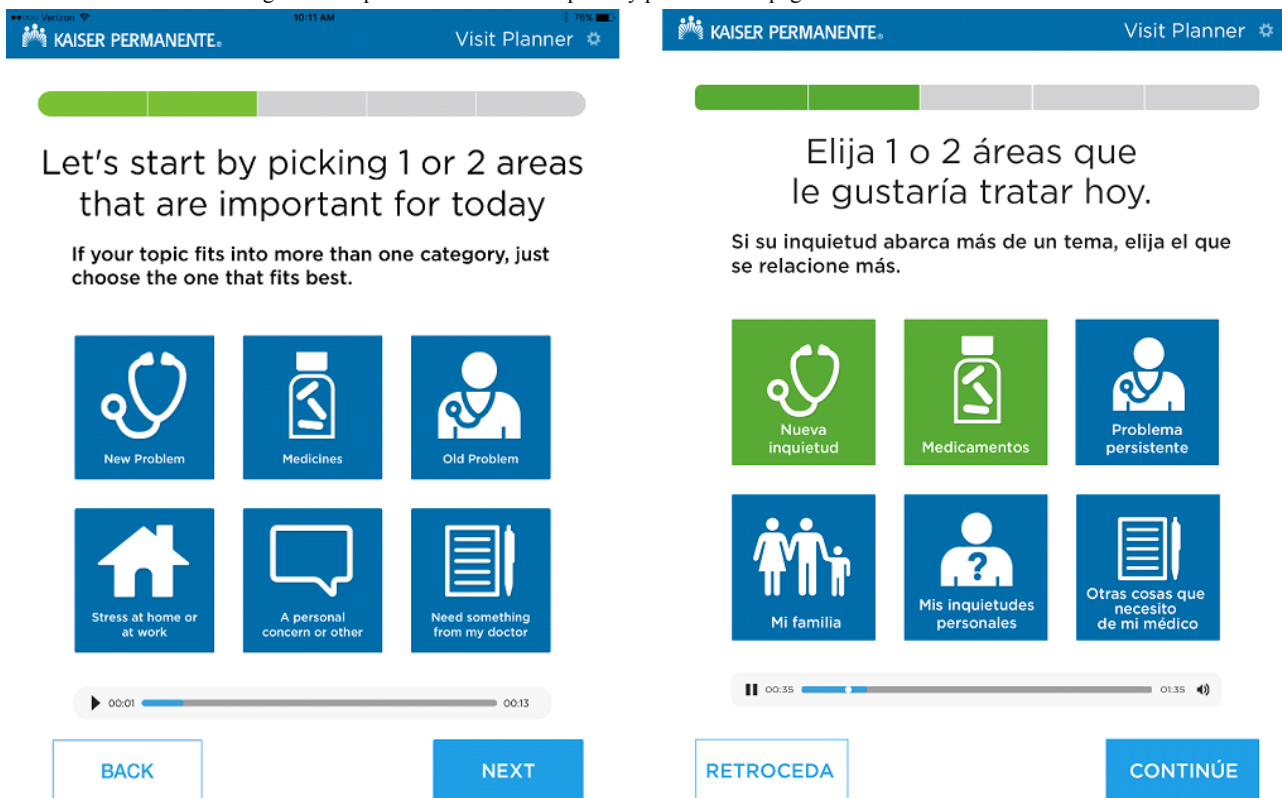 Verizon
10:11 AM
76%
KAISER PERMANENTE®
Visit Planner
Let's start by picking 1 or 2 areas
that are important for today
If your topic fits into more than one category, just
choose the one that fits best.
New Problem
Medicines
Old Problem
Stress at home or
at work
A personal
concern or other
Need something
from my doctor
00:01
00:13
BACK
NEXT
KAISER PERMANENTE®
Visit Planner
Elija 1 o 2 áreas que
le gustaría tratar hoy.
Si su inquietud abarca más de un tema, elija el que
se relacione más.
Nueva
inquietud
Medicamentos
Problema
persistente
Mi familia
?
Mis inquietudes
personales
Otras cosas que
necesito
de mi médico
00:35
01:35
RETROCEDA
CONTINÚE